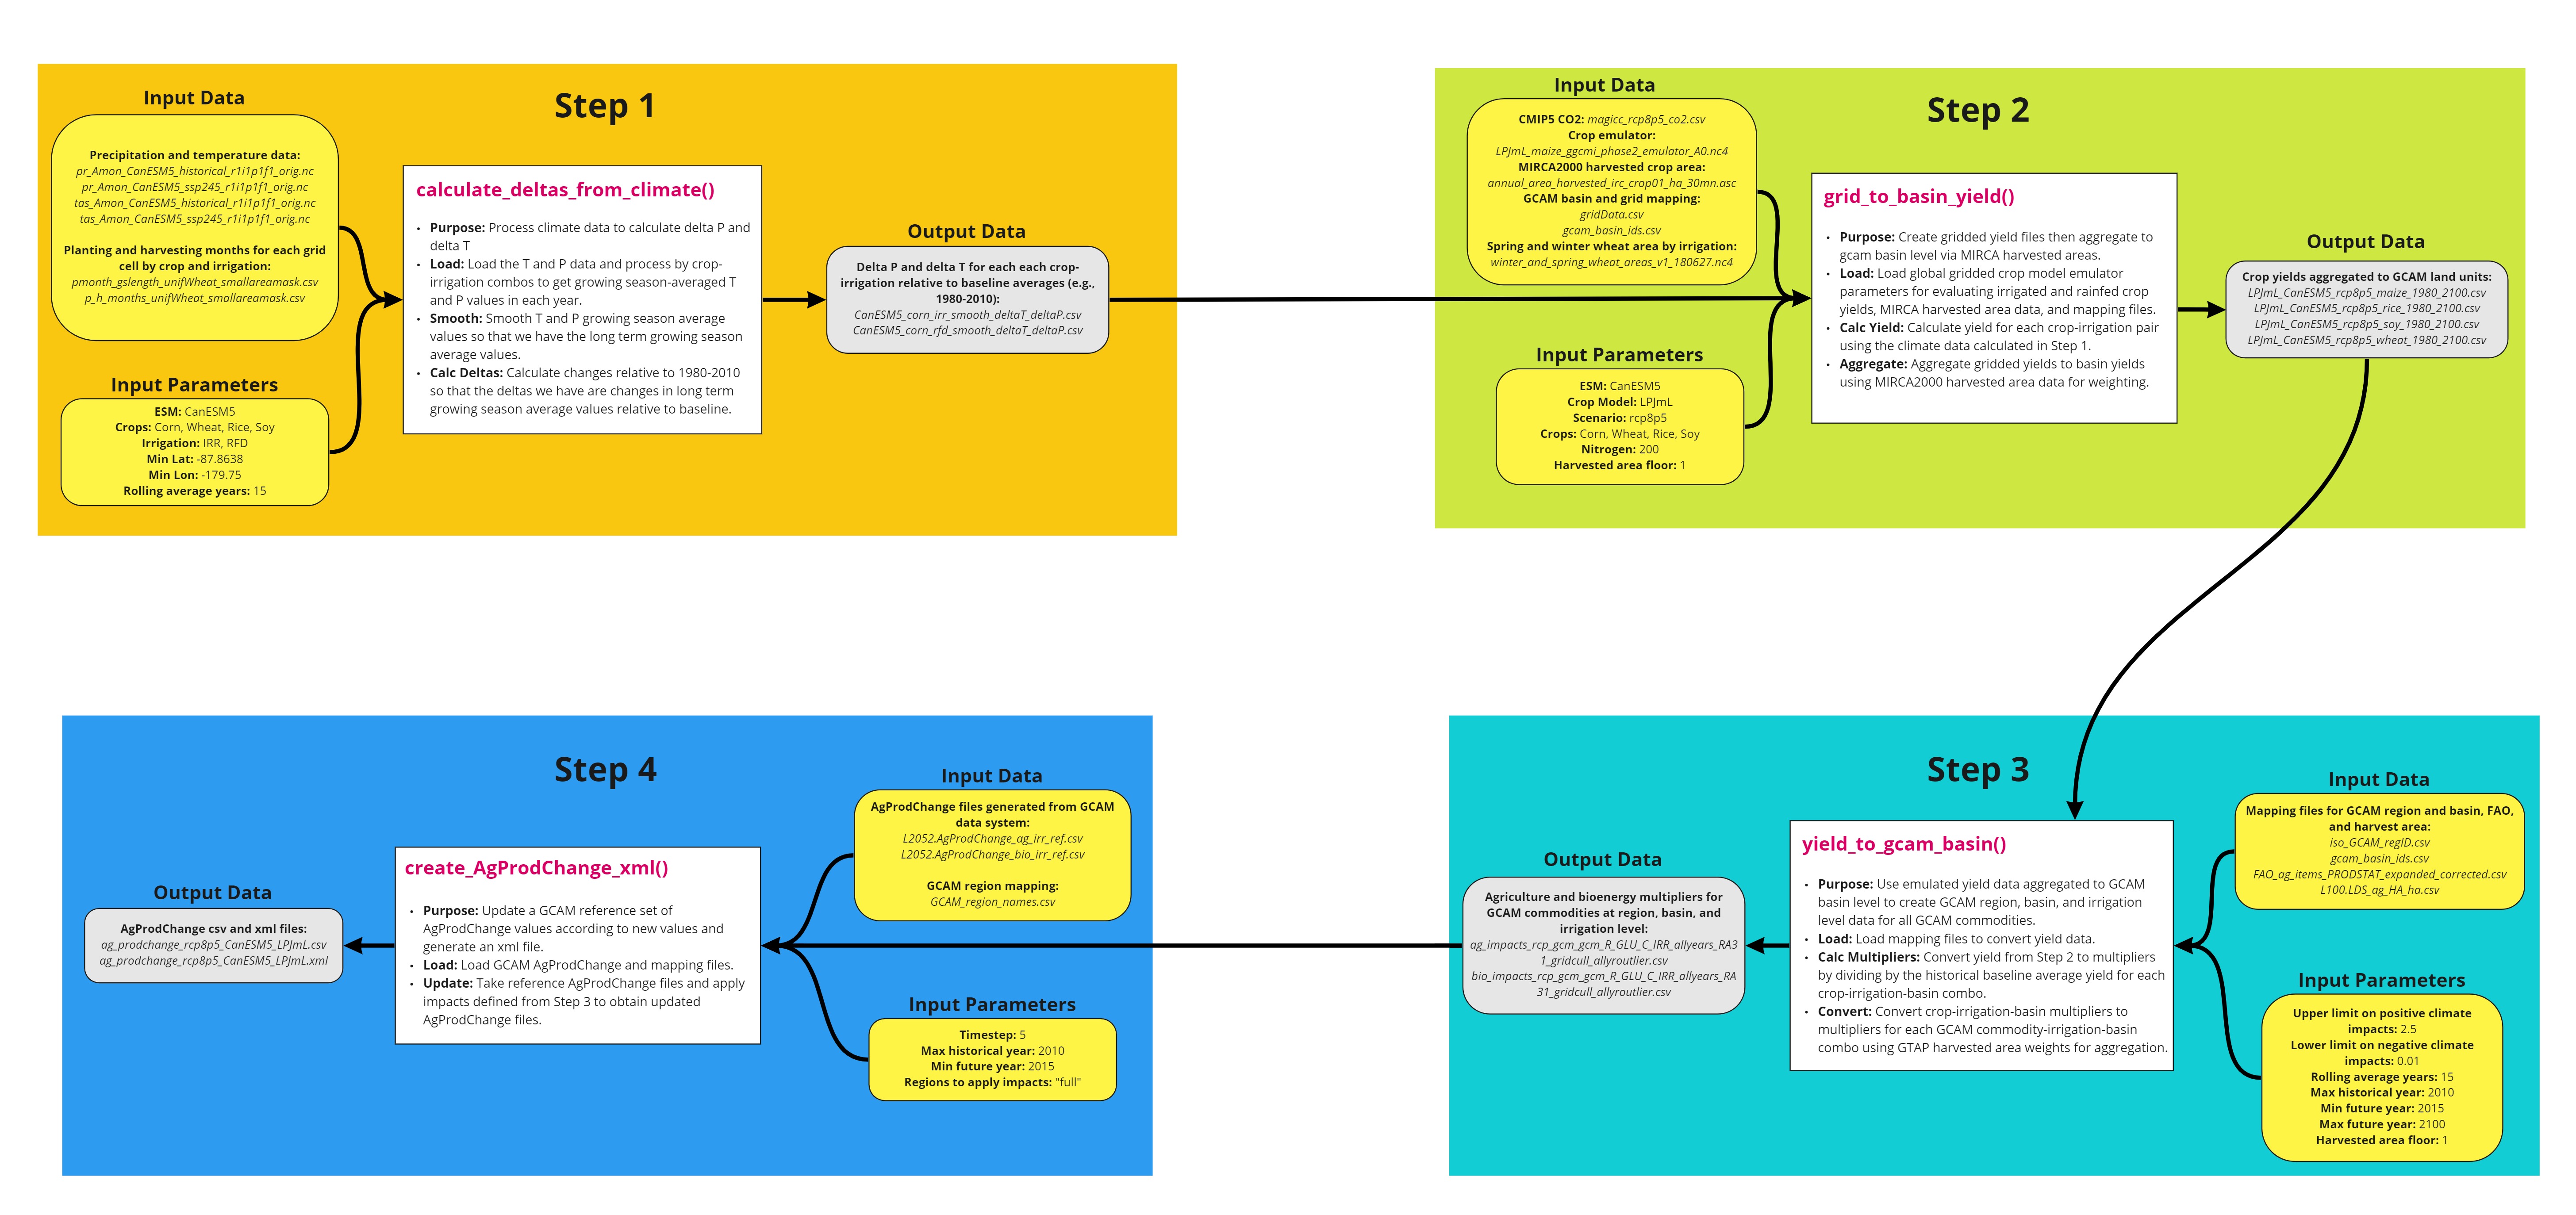 Step 1
Input Data
Precipitation and temperature data:
pr_Amon_CanESM5_historical_r1i1p1f1_orig.nc
pr_Amon_CanESM5_ssp245_r1i1p1f1_orig.nc
tas_Amon_CanESM5_historical_r1i1p1f1_orig.nc
tas_Amon_CanESM5_ssp245_r1i1p1f1_orig.nc
Planting and harvesting months for each grid
cell by crop and irrigation:
pmonth_gslength_unifWheat_smallareamask.csv
p_h_months_unifWheat_smallareamask.csv
Input Parameters
ESM: CanESM5
Crops: Corn, Wheat, Rice, Soy
Irrigation: IRR, RFD
Min Lat: -87.8638
Min Lon: -179.75
Rolling average years: 15
calculate_deltas_from_climate()
• Purpose: Process climate data to calculate delta P and
delta T
• Load: Load the T and P data and process by crop-
irrigation combos to get growing season-averaged T
and P values in each year.
• Smooth: Smooth T and P growing season average
values so that we have the long term growing season
average values.
• Calc Deltas: Calculate changes relative to 1980-2010
so that the deltas we have are changes in long term
growing season average values relative to baseline.
Output Data
Delta P and delta T for each each crop-
irrigation relative to baseline averages (e.g.,
1980-2010):
CanESM5_corn_irr_smooth_deltaT_deltaP.csv
CanESM5_corn_rfd_smooth_deltaT_deltaP.csv
Step 2
Input Data
CMIP5 CO2: magicc_rcp8p5_co2.csv
Crop emulator:
LPJmL_maize_ggcmi_phase2_emulator_A0.nc4
MIRCA2000 harvested crop area:
annual_area_harvested_irc_crop01_ha_30mn.asc
GCAM basin and grid mapping:
gridData.csv
gcam_basin_ids.csv
Spring and winter wheat area by irrigation:
winter_and_spring_wheat_areas_v1_180627.nc4
Input Parameters
ESM: CanESM5
Crop Model: LPJmL
Scenario: rcp8p5
Crops: Corn, Wheat, Rice, Soy
Nitrogen: 200
Harvested area floor: 1
grid_to_basin_yield()
• Purpose: Create gridded yield files then aggregate to
gcam basin level via MIRCA harvested areas.
• Load: Load global gridded crop model emulator
parameters for evaluating irrigated and rainfed crop
yields, MIRCA harvested area data, and mapping files.
• Calc Yield: Calculate yield for each crop-irrigation pair
using the climate data calculated in Step 1.
• Aggregate: Aggregate gridded yields to basin yields
using MIRCA2000 harvested area data for weighting.
Output Data
Crop yields aggregated to GCAM land units:
LPJmL_CanESM5_rcp8p5_maize_1980_2100.csv
LPJmL_CanESM5_rcp8p5_rice_1980_2100.csv
LPJmL_CanESM5_rcp8p5_soy_1980_2100.csv
LPJmL_CanESM5_rcp8p5_wheat_1980_2100.csv
Step 3
Input Data
Mapping files for GCAM region and basin, FAO,
and harvest area:
iso_GCAM_regID.csv
gcam_basin_ids.csv
FAO_ag_items_PRODSTAT_expanded_corrected.csv
L100.LDS_ag_HA_ha.csv
Input Parameters
Upper limit on positive climate
impacts: 2.5
Lower limit on negative climate
impacts: 0.01
Rolling average years: 15
Max historical year: 2010
Min future year: 2015
Max future year: 2100
Harvested area floor: 1
yield_to_gcam_basin()
• Purpose: Use emulated yield data aggregated to GCAM
basin level to create GCAM region, basin, and irrigation
level data for all GCAM commodities.
• Load: Load mapping files to convert yield data.
• Calc Multipliers: Convert yield from Step 2 to multipliers
by dividing by the historical baseline average yield for each
crop-irrigation-basin combo.
• Convert: Convert crop-irrigation-basin multipliers to
multipliers for each GCAM commodity-irrigation-basin
combo using GTAP harvested area weights for aggregation.
Output Data
Agriculture and bioenergy multipliers for
GCAM commodities at region, basin, and
irrigation level:
ag_impacts_rcp_gcm_gcm_R_GLU_C_IRR_allyears_RA3
1_gridcull_allyroutlier.csv
bio_impacts_rcp_gcm_gcm_R_GLU_C_IRR_allyears_RA
31_gridcull_allyroutlier.csv
Step 4
Input Data
AgProdChange files generated from GCAM
data system:
L2052.AgProdChange_ag_irr_ref.csv
L2052.AgProdChange_bio_irr_ref.csv
GCAM region mapping:
GCAM_region_names.csv
Input Parameters
Timestep: 5
Max historical year: 2010
Min future year: 2015
Regions to apply impacts: "full"
create_AgProdChange_xml()
• Purpose: Update a GCAM reference set of
AgProdChange values according to new values and
generate an xml file.
• Load: Load GCAM AgProdChange and mapping files.
• Update: Take reference AgProdChange files and apply
impacts defined from Step 3 to obtain updated
AgProdChange files.
Output Data
AgProdChange csv and xml files:
ag_prodchange_rcp8p5_CanESM5_LPJmL.csv
ag_prodchange_rcp8p5_CanESM5_LPJmL.xml